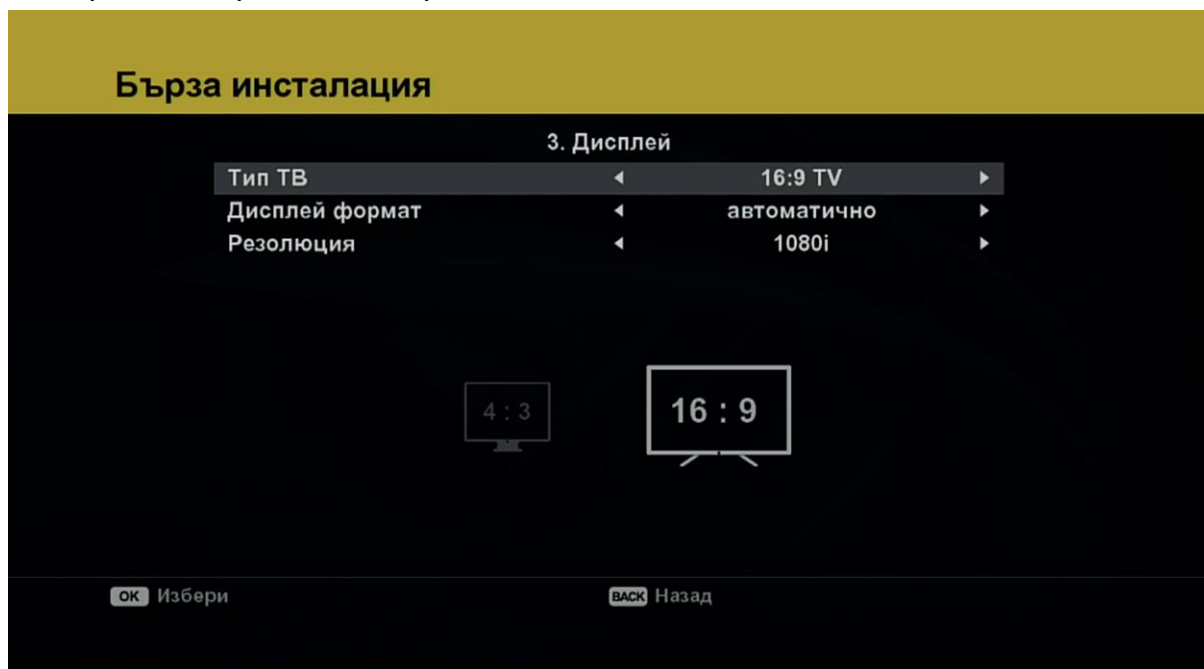 Бърза инсталация
3. Дисплей
Тип ТВ 16:9 TV
Дисплей формат автоматично
Резолюция 1080i
4 : 3 16 : 9
OK Избери BACK Назад